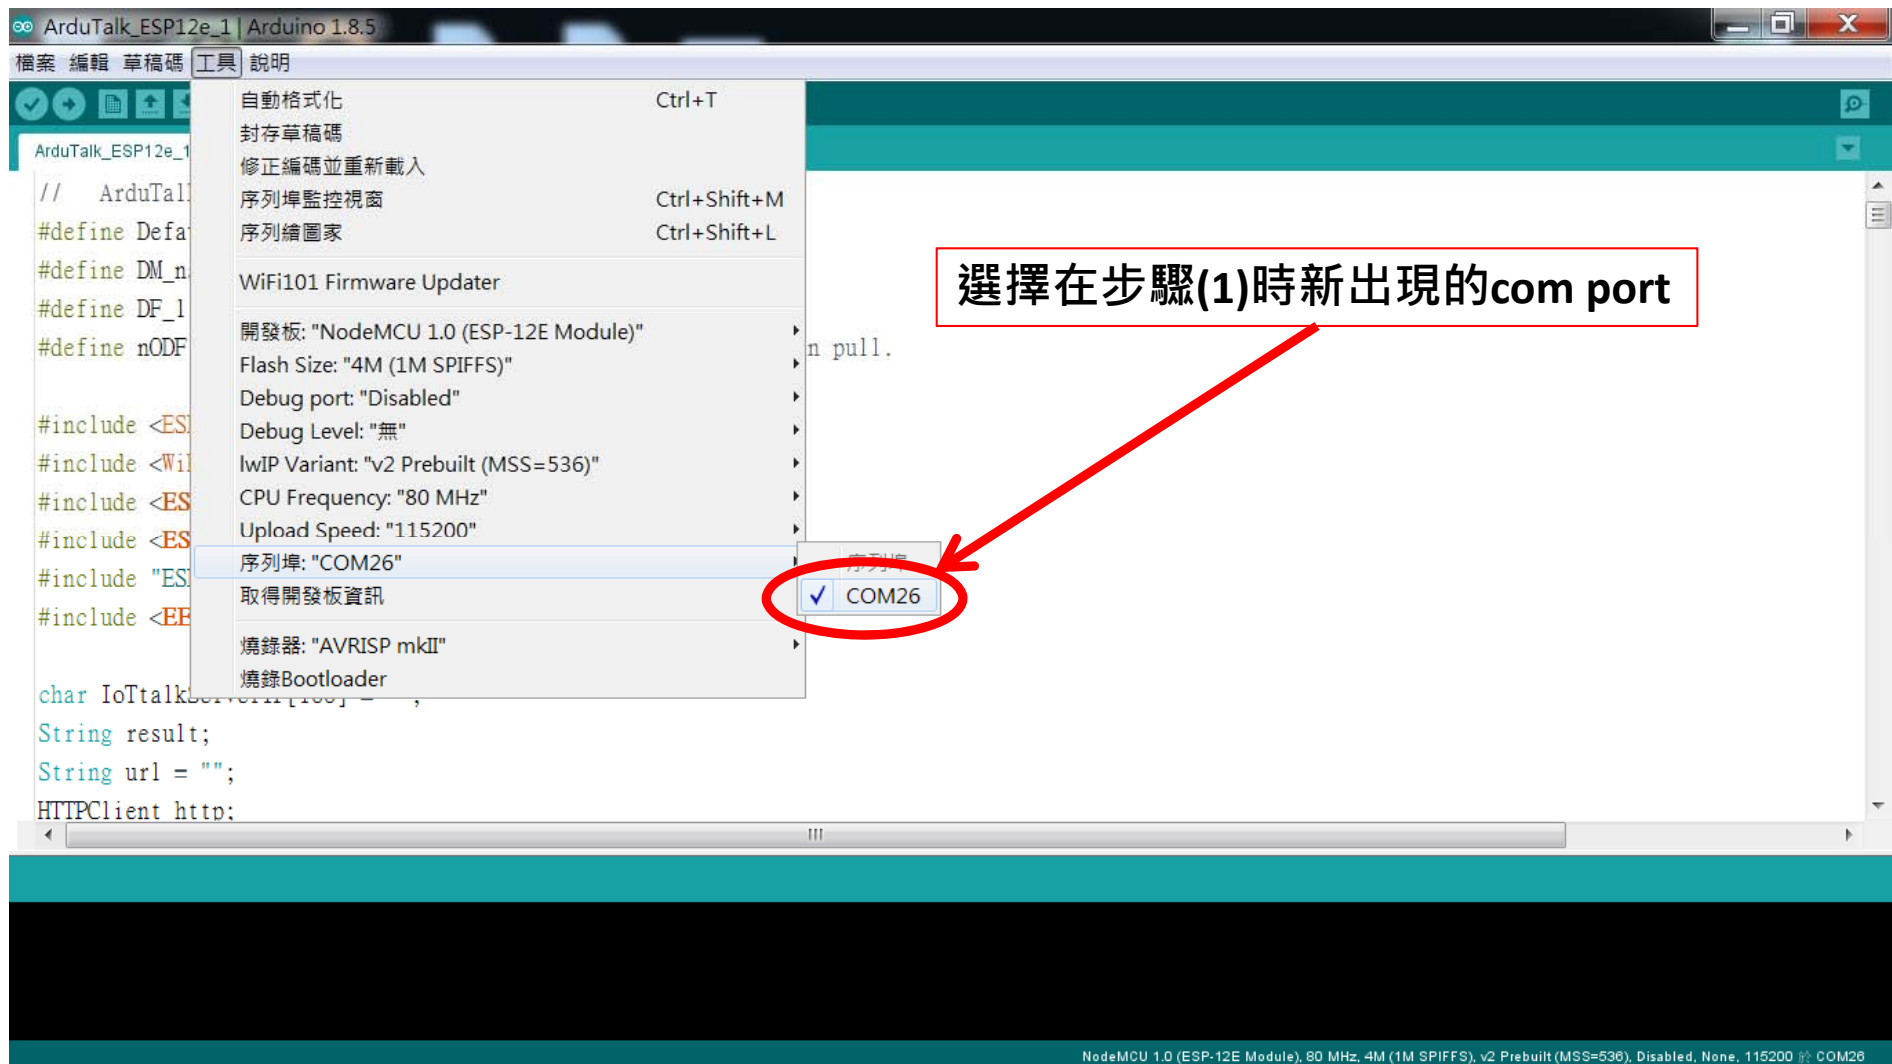 ArduTalk_ESP12e_1 | Arduino 1.8.5
檔案 編輯 草稿碼 工具 說明
自動格式化 Ctrl+T
封存草稿碼
修正編碼並重新載入
序列埠監控視窗 Ctrl+Shift+M
序列繪圖家 Ctrl+Shift+L
WiFi101 Firmware Updater
開發板: "NodeMCU 1.0 (ESP-12E Module)"
Flash Size: "4M (1M SPIFFS)"
Debug port: "Disabled"
Debug Level: "無"
lwIP Variant: "v2 Prebuilt (MSS=536)"
CPU Frequency: "80 MHz"
Upload Speed: "115200"
序列埠: "COM26"
取得開發板資訊
燒錄器: "AVRISP mkII"
燒錄Bootloader
序列埠
COM26
選擇在步驟(1)時新出現的com port
ArduTalk_ESP12e_1
// ArduTal
#define Defa
#define DM_n
#define DF_l
#define nODF n pull.
#include <ES
#include <Wi
#include <ES
#include <ES
#include "ES
#include <EE
char IoTtalk
String result;
String url = "";
HTTPClient http;
NodeMCU 1.0 (ESP-12E Module), 80 MHz, 4M (1M SPIFFS), v2 Prebuilt (MSS=536), Disabled, None, 115200 於 COM26